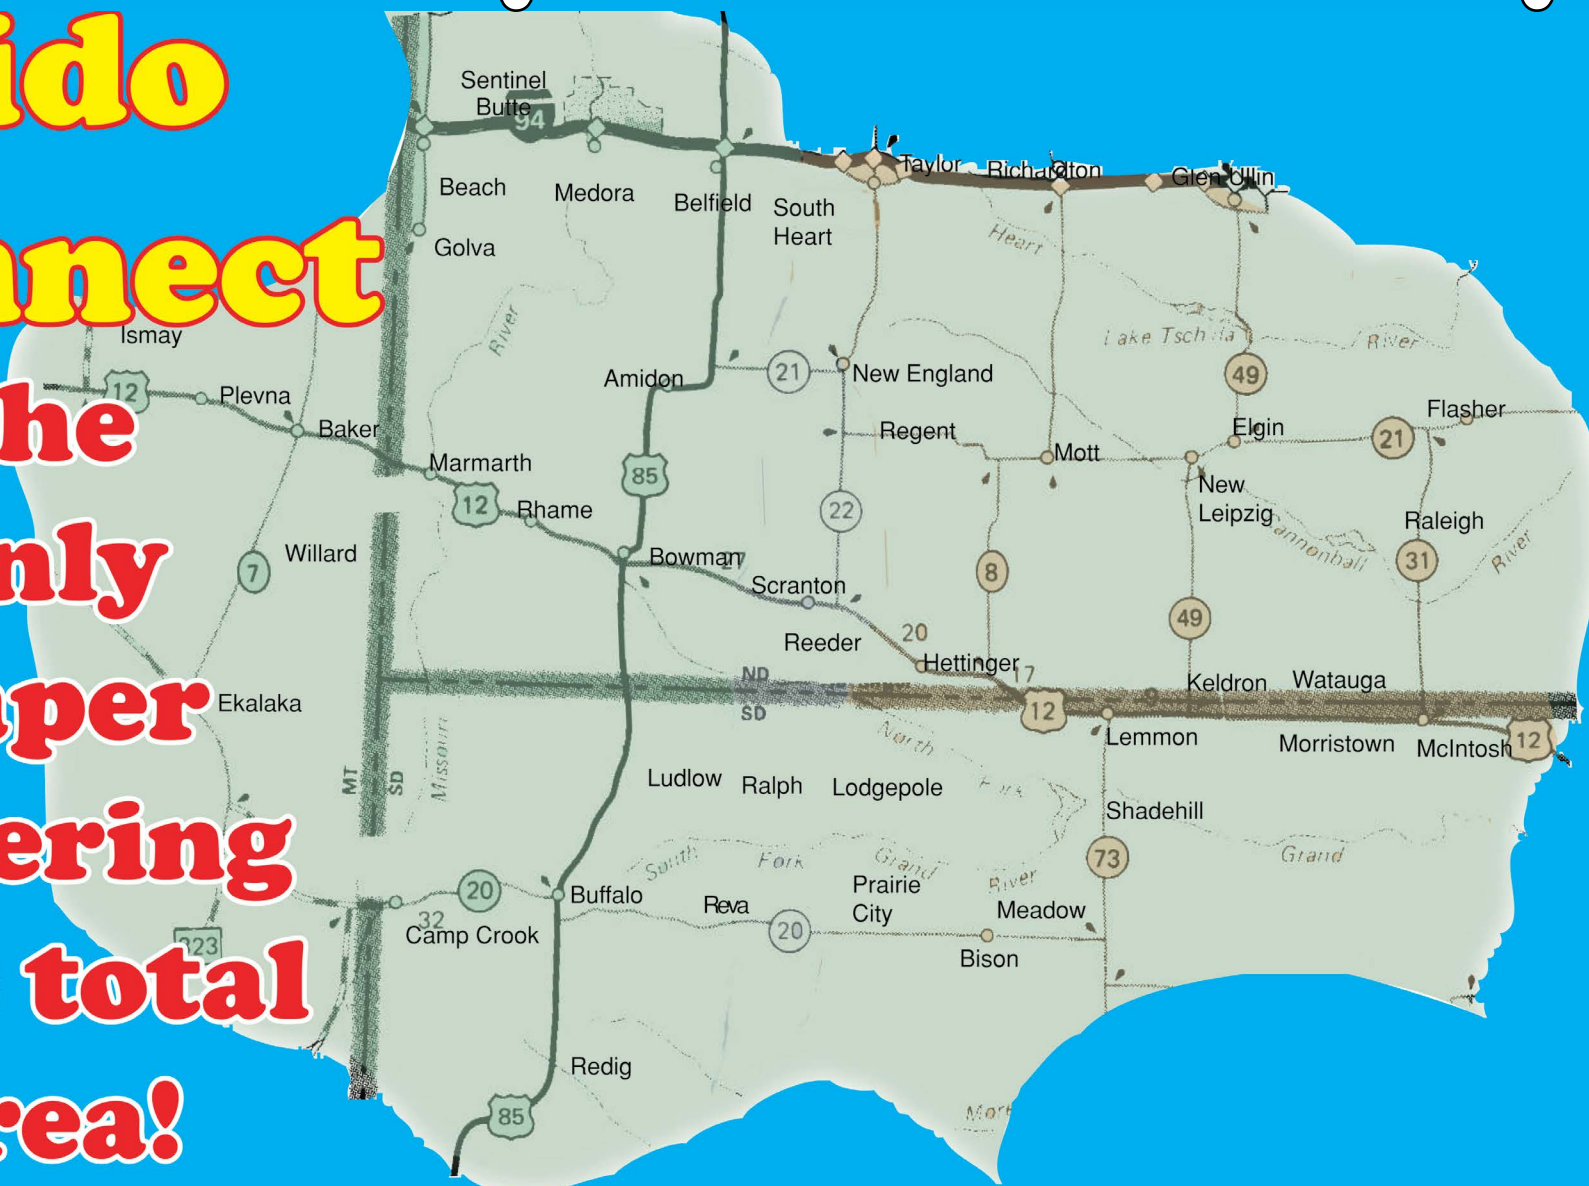 ido
nnect
he
nly
aper
ering
total
rea!
Sentinel
Butte
94
Beach
Medora
Belfield
South
Heart
Taylor
Richardton
Glen Ullin
Golva
Heart
River
Lake Tschida
River
Ismay
12
Plevna
Baker
Amidon
21
New England
49
Flasher
Regent
Elgin
21
Mott
Marmarth
85
12
Rhame
22
New
Leipzig
Raleigh
Cannonball
River
Willard
7
Bowman
27
8
31
Scranton
49
20
Reeder
Hettinger
17
ND
SD
12
Keldron
Watauga
Ekalaka
Lemmon
Morristown
McIntosh
12
North
Fork
MT
SD
Missouri
Ludlow
Ralph
Lodgepole
Shadehill
South
Fork
Grand
River
Grand
73
20
Buffalo
32
Camp Crook
Reva
20
Prairie
City
Meadow
Bison
323
Redig
85